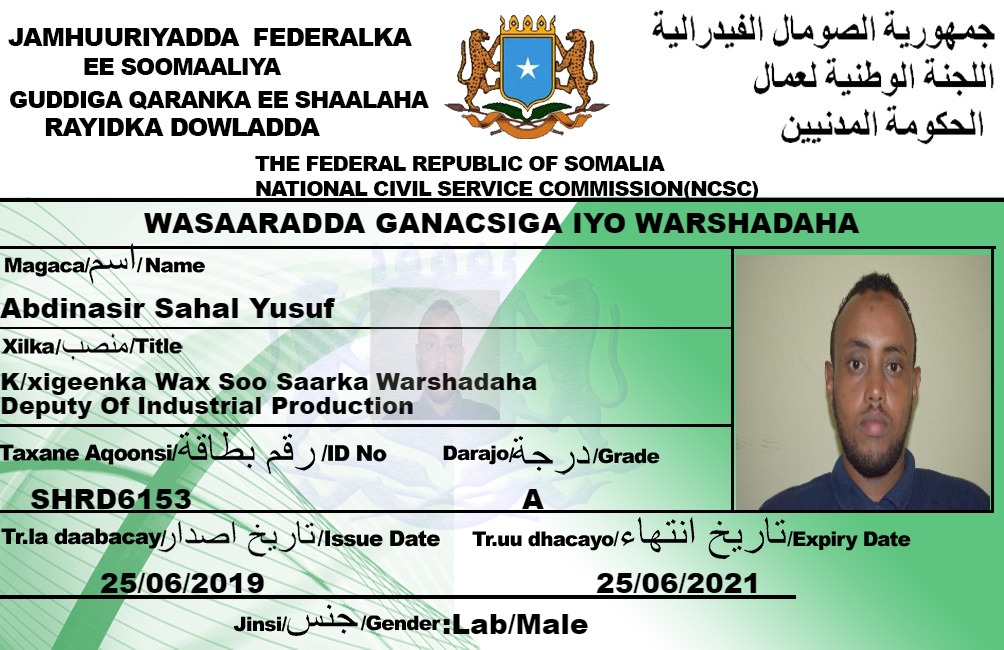 JAMHUURIYADDA FEDERALKA
EE SOOMAALIYA
GUDDIGA QARANKA EE SHAALAHA
RAYIDKA DOWLADDA
جمهورية الصومال الفيدرالية
اللجنة الوطنية لعمال
الحكومة المدنيين
THE FEDERAL REPUBLIC OF SOMALIA
NATIONAL CIVIL SERVICE COMMISSION(NCSC)
WASAARADDA GANACSIGA IYO WARSHADAHA
Magaca/اسم/Name
Abdinasir Sahal Yusuf
Xilka/منصب/Title
K/xigeenka Wax Soo Saarka Warshadaha
Deputy Of Industrial Production
Taxane Aqoonsi/رقم بطاقة/ID No
Darajo/درجة/Grade
SHRD6153
A
Tr.la daabacay/تاريخ اصدار/Issue Date
Tr.uu dhacayo/تاريخ انتهاء/Expiry Date
25/06/2019
25/06/2021
Jinsi/جنس/Gender:Lab/Male